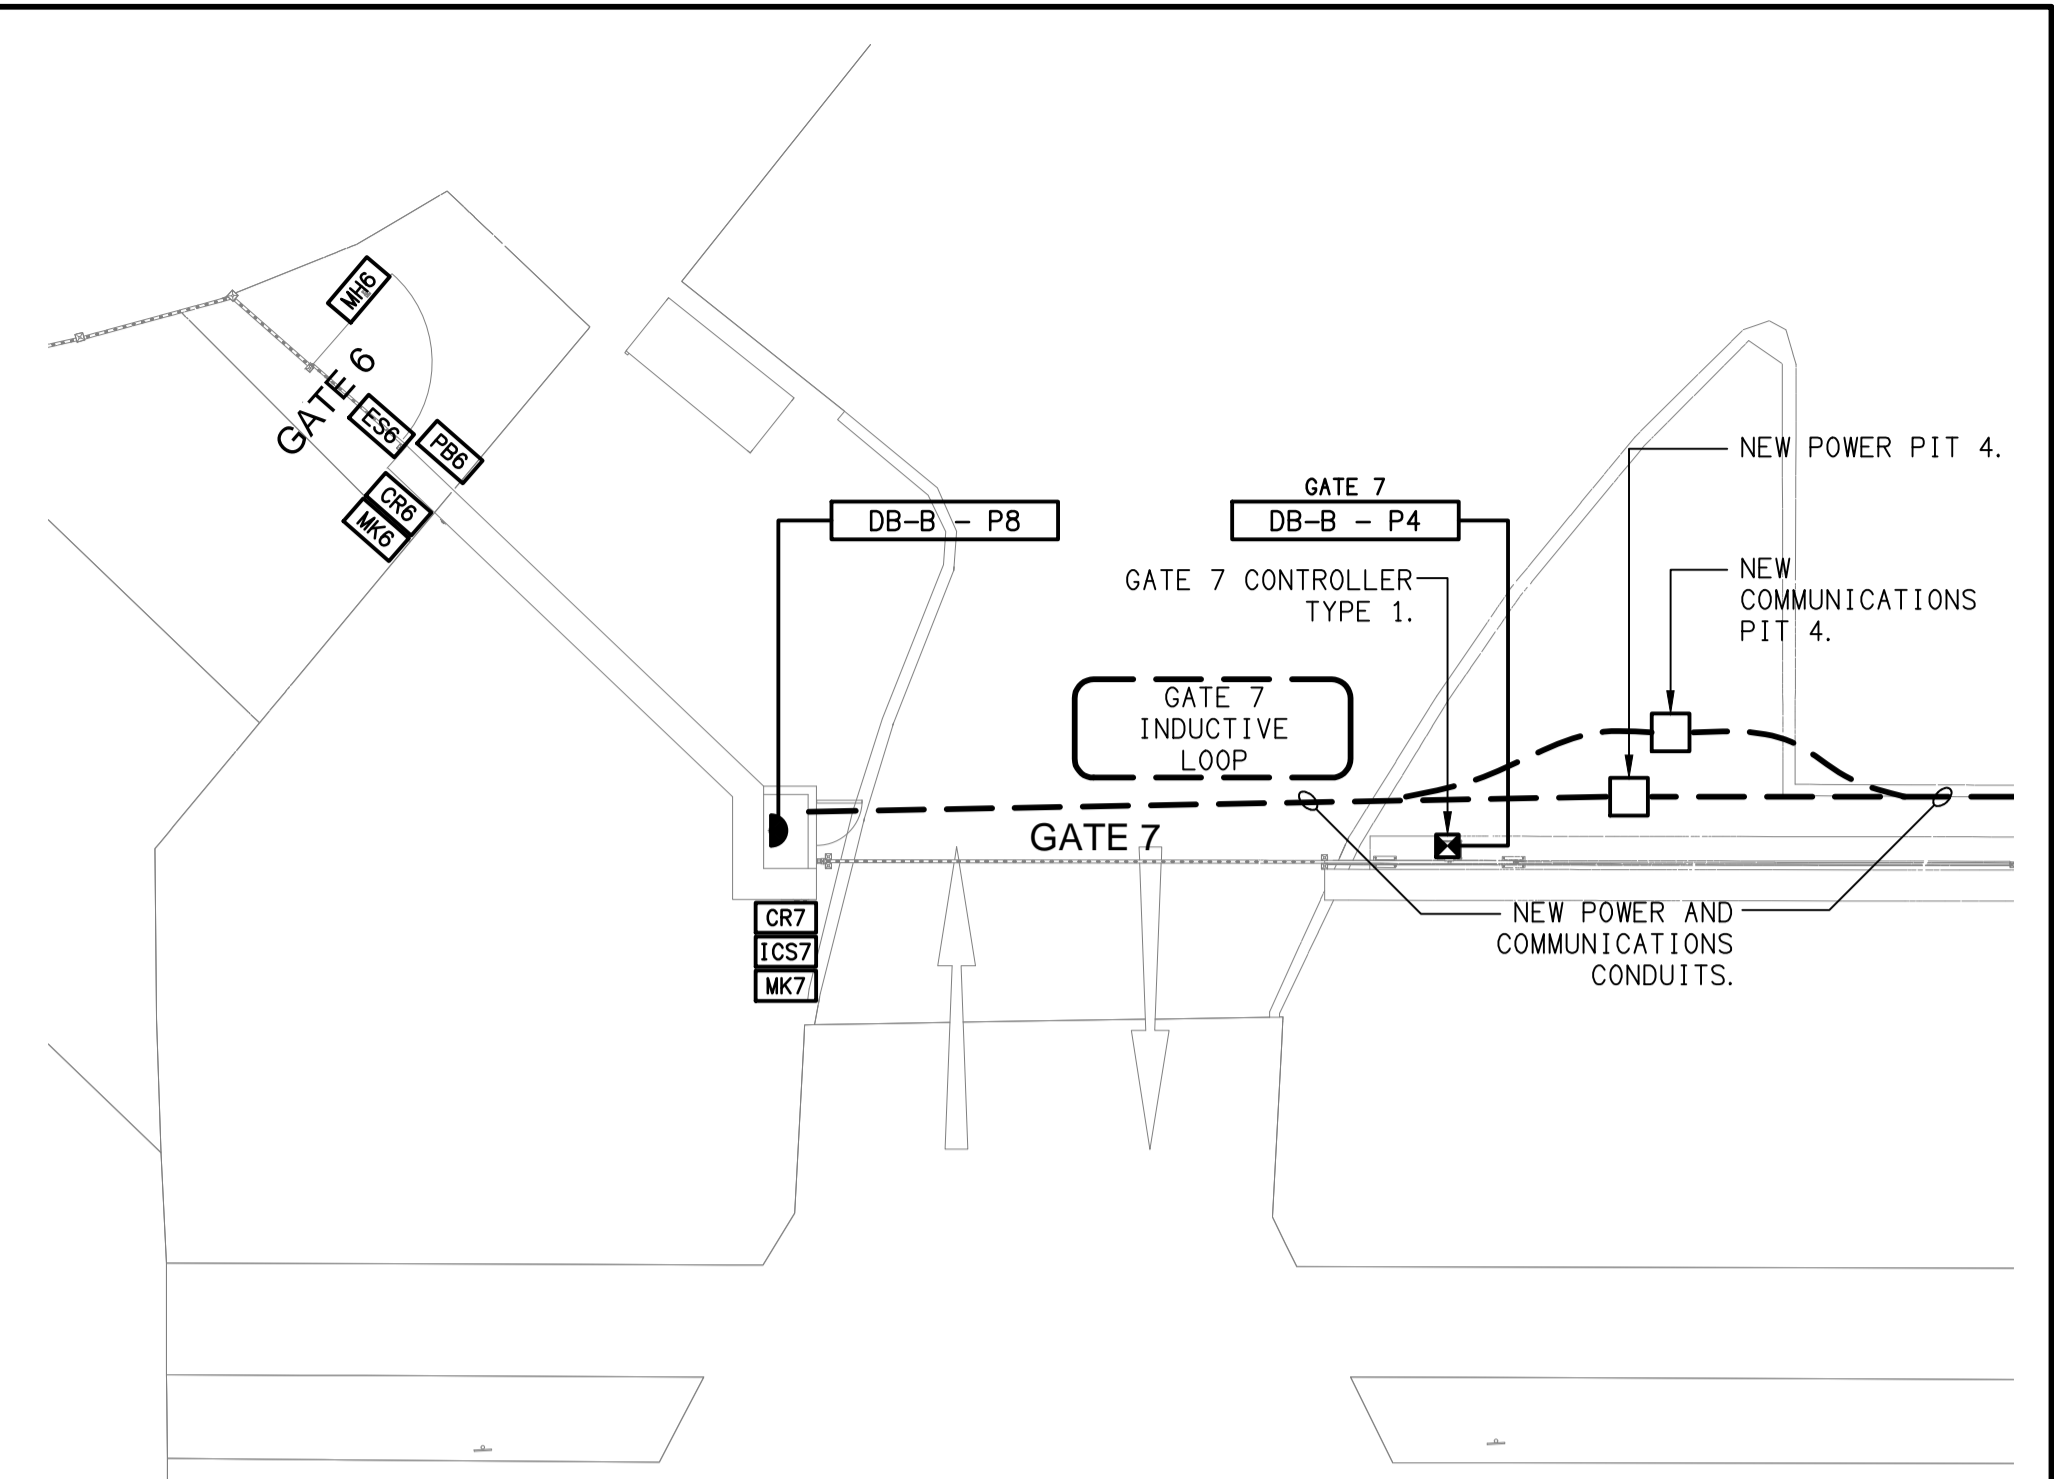 MH6
GATE 6
ES6
PB6
CR6
MK6
NEW POWER PIT 4.
GATE 7
DB-B - P8
DB-B - P4
NEW
COMMUNICATIONS
PIT 4.
GATE 7 CONTROLLER
TYPE 1.
GATE 7
INDUCTIVE
LOOP
GATE 7
CR7
ICS7
MK7
NEW POWER AND
COMMUNICATIONS
CONDUITS.